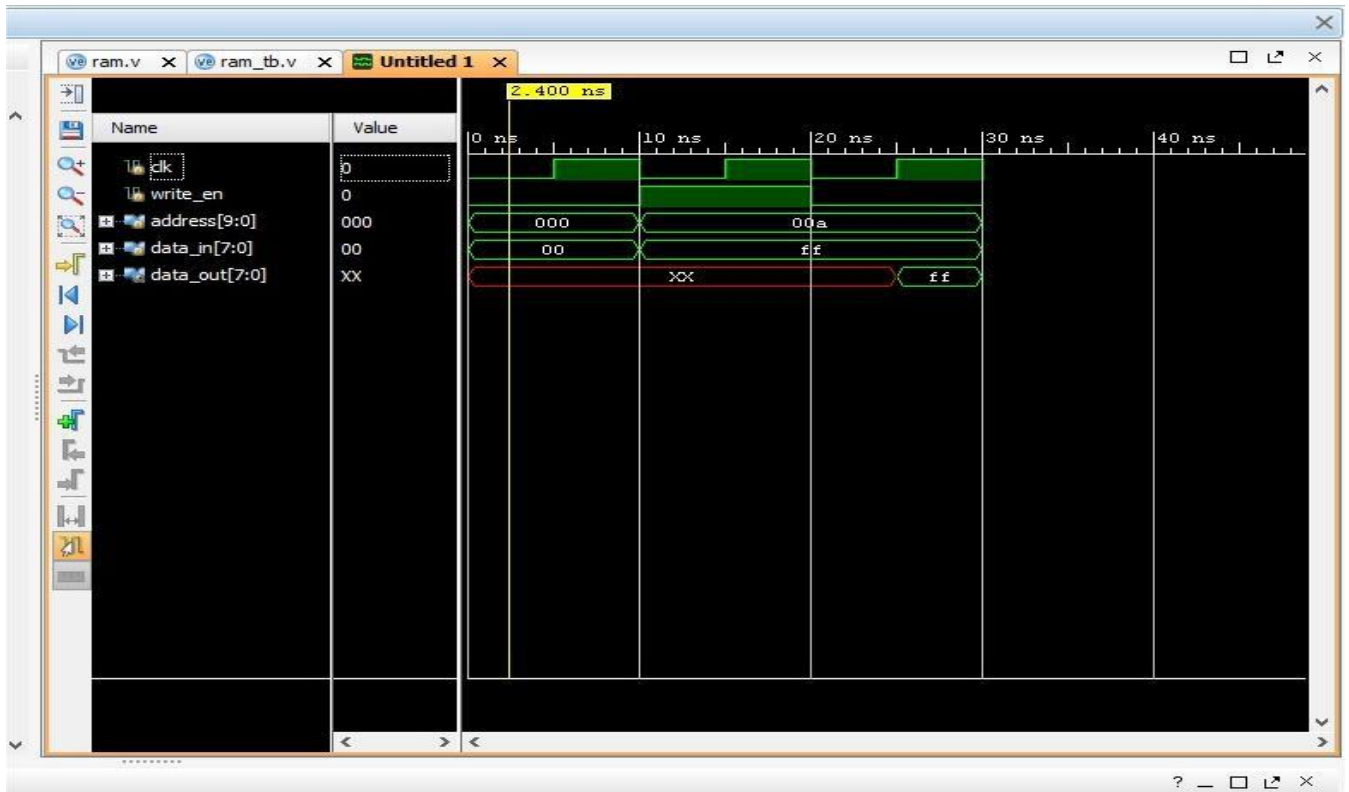 ram.v ram_tb.v Untitled 1
2.400 ns
Name Value 0 ns 10 ns 20 ns 30 ns 40 ns
clk 0
write_en 0
address[9:0] 000 000 00a
data_in[7:0] 00 00 ff
data_out[7:0] XX XX ff